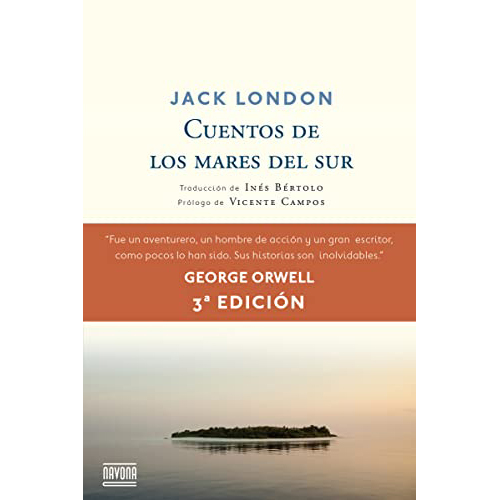 JACK LONDON
CUENTOS DE
LOS MARES DEL SUR
Traducción de INÉS BÉRTOLO
Prólogo de VICENTE CAMPOS
“Fue un aventurero, un hombre de acción y un gran escritor,
como pocos lo han sido. Sus historias son inolvidables.”
GEORGE ORWELL
3ª EDICIÓN
NAVONA